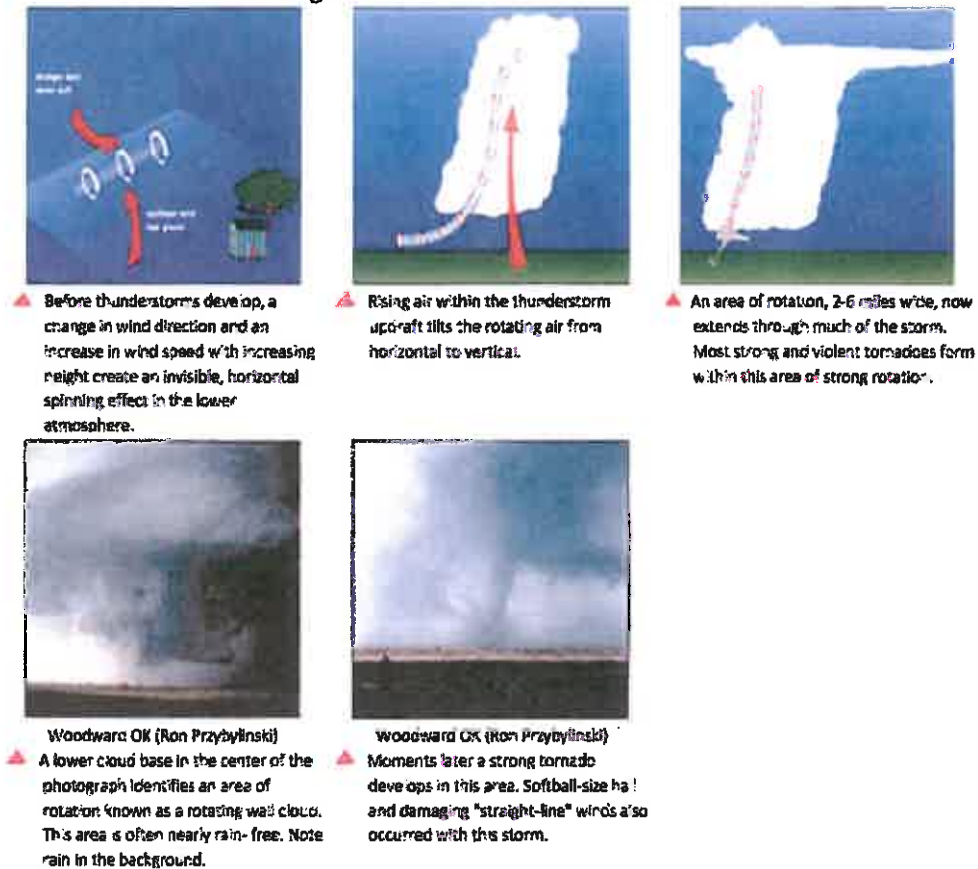 Before thunderstorms develop, a
change in wind direction and an
increase in wind speed with increasing
height create an invisible, horizontal
spinning effect in the lower
atmosphere.
Rising air within the thunderstorm
updraft tilts the rotating air from
horizontal to vertical.
An area of rotation, 2-6 miles wide, now
extends through much of the storm.
Most strong and violent tornadoes form
within this area of strong rotation.
Woodward OK (Ron Przybylinski)
A lower cloud base in the center of the
photograph identifies an area of
rotation known as a rotating wall cloud.
This area is often nearly rain- free. Note
rain in the background.
Woodward OK (Ron Przybylinski)
Moments later a strong tornado
develops in this area. Softball-size hail
and damaging "straight-line" winds also
occurred with this storm.